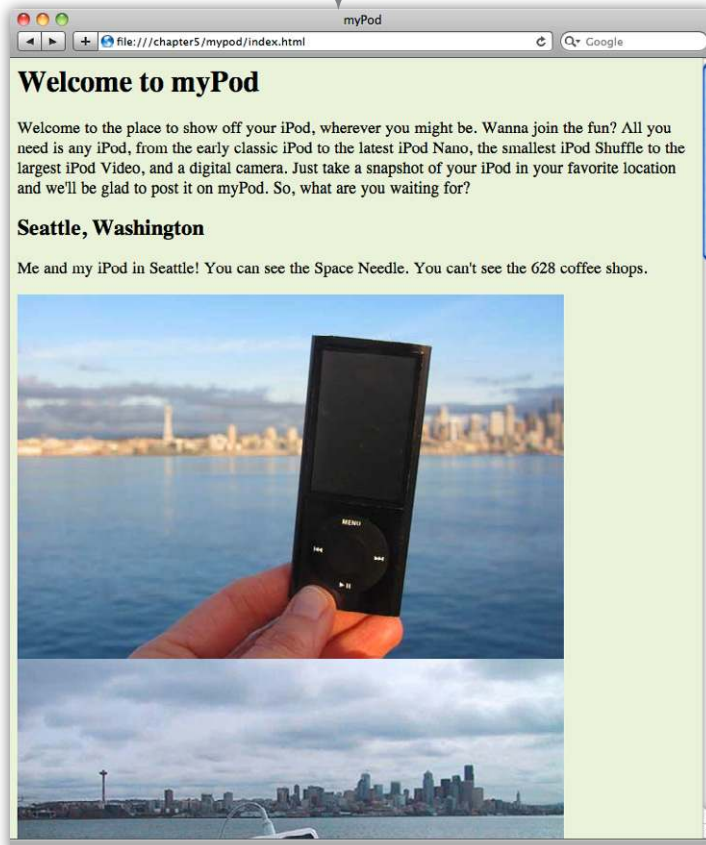 myPod
file:///chapter5/mypod/index.html
Google
Welcome to myPod
Welcome to the place to show off your iPod, wherever you might be. Wanna join the fun? All you
need is any iPod, from the early classic iPod to the latest iPod Nano, the smallest iPod Shuffle to the
largest iPod Video, and a digital camera. Just take a snapshot of your iPod in your favorite location
and we'll be glad to post it on myPod. So, what are you waiting for?
Seattle, Washington
Me and my iPod in Seattle! You can see the Space Needle. You can't see the 628 coffee shops.
MENU